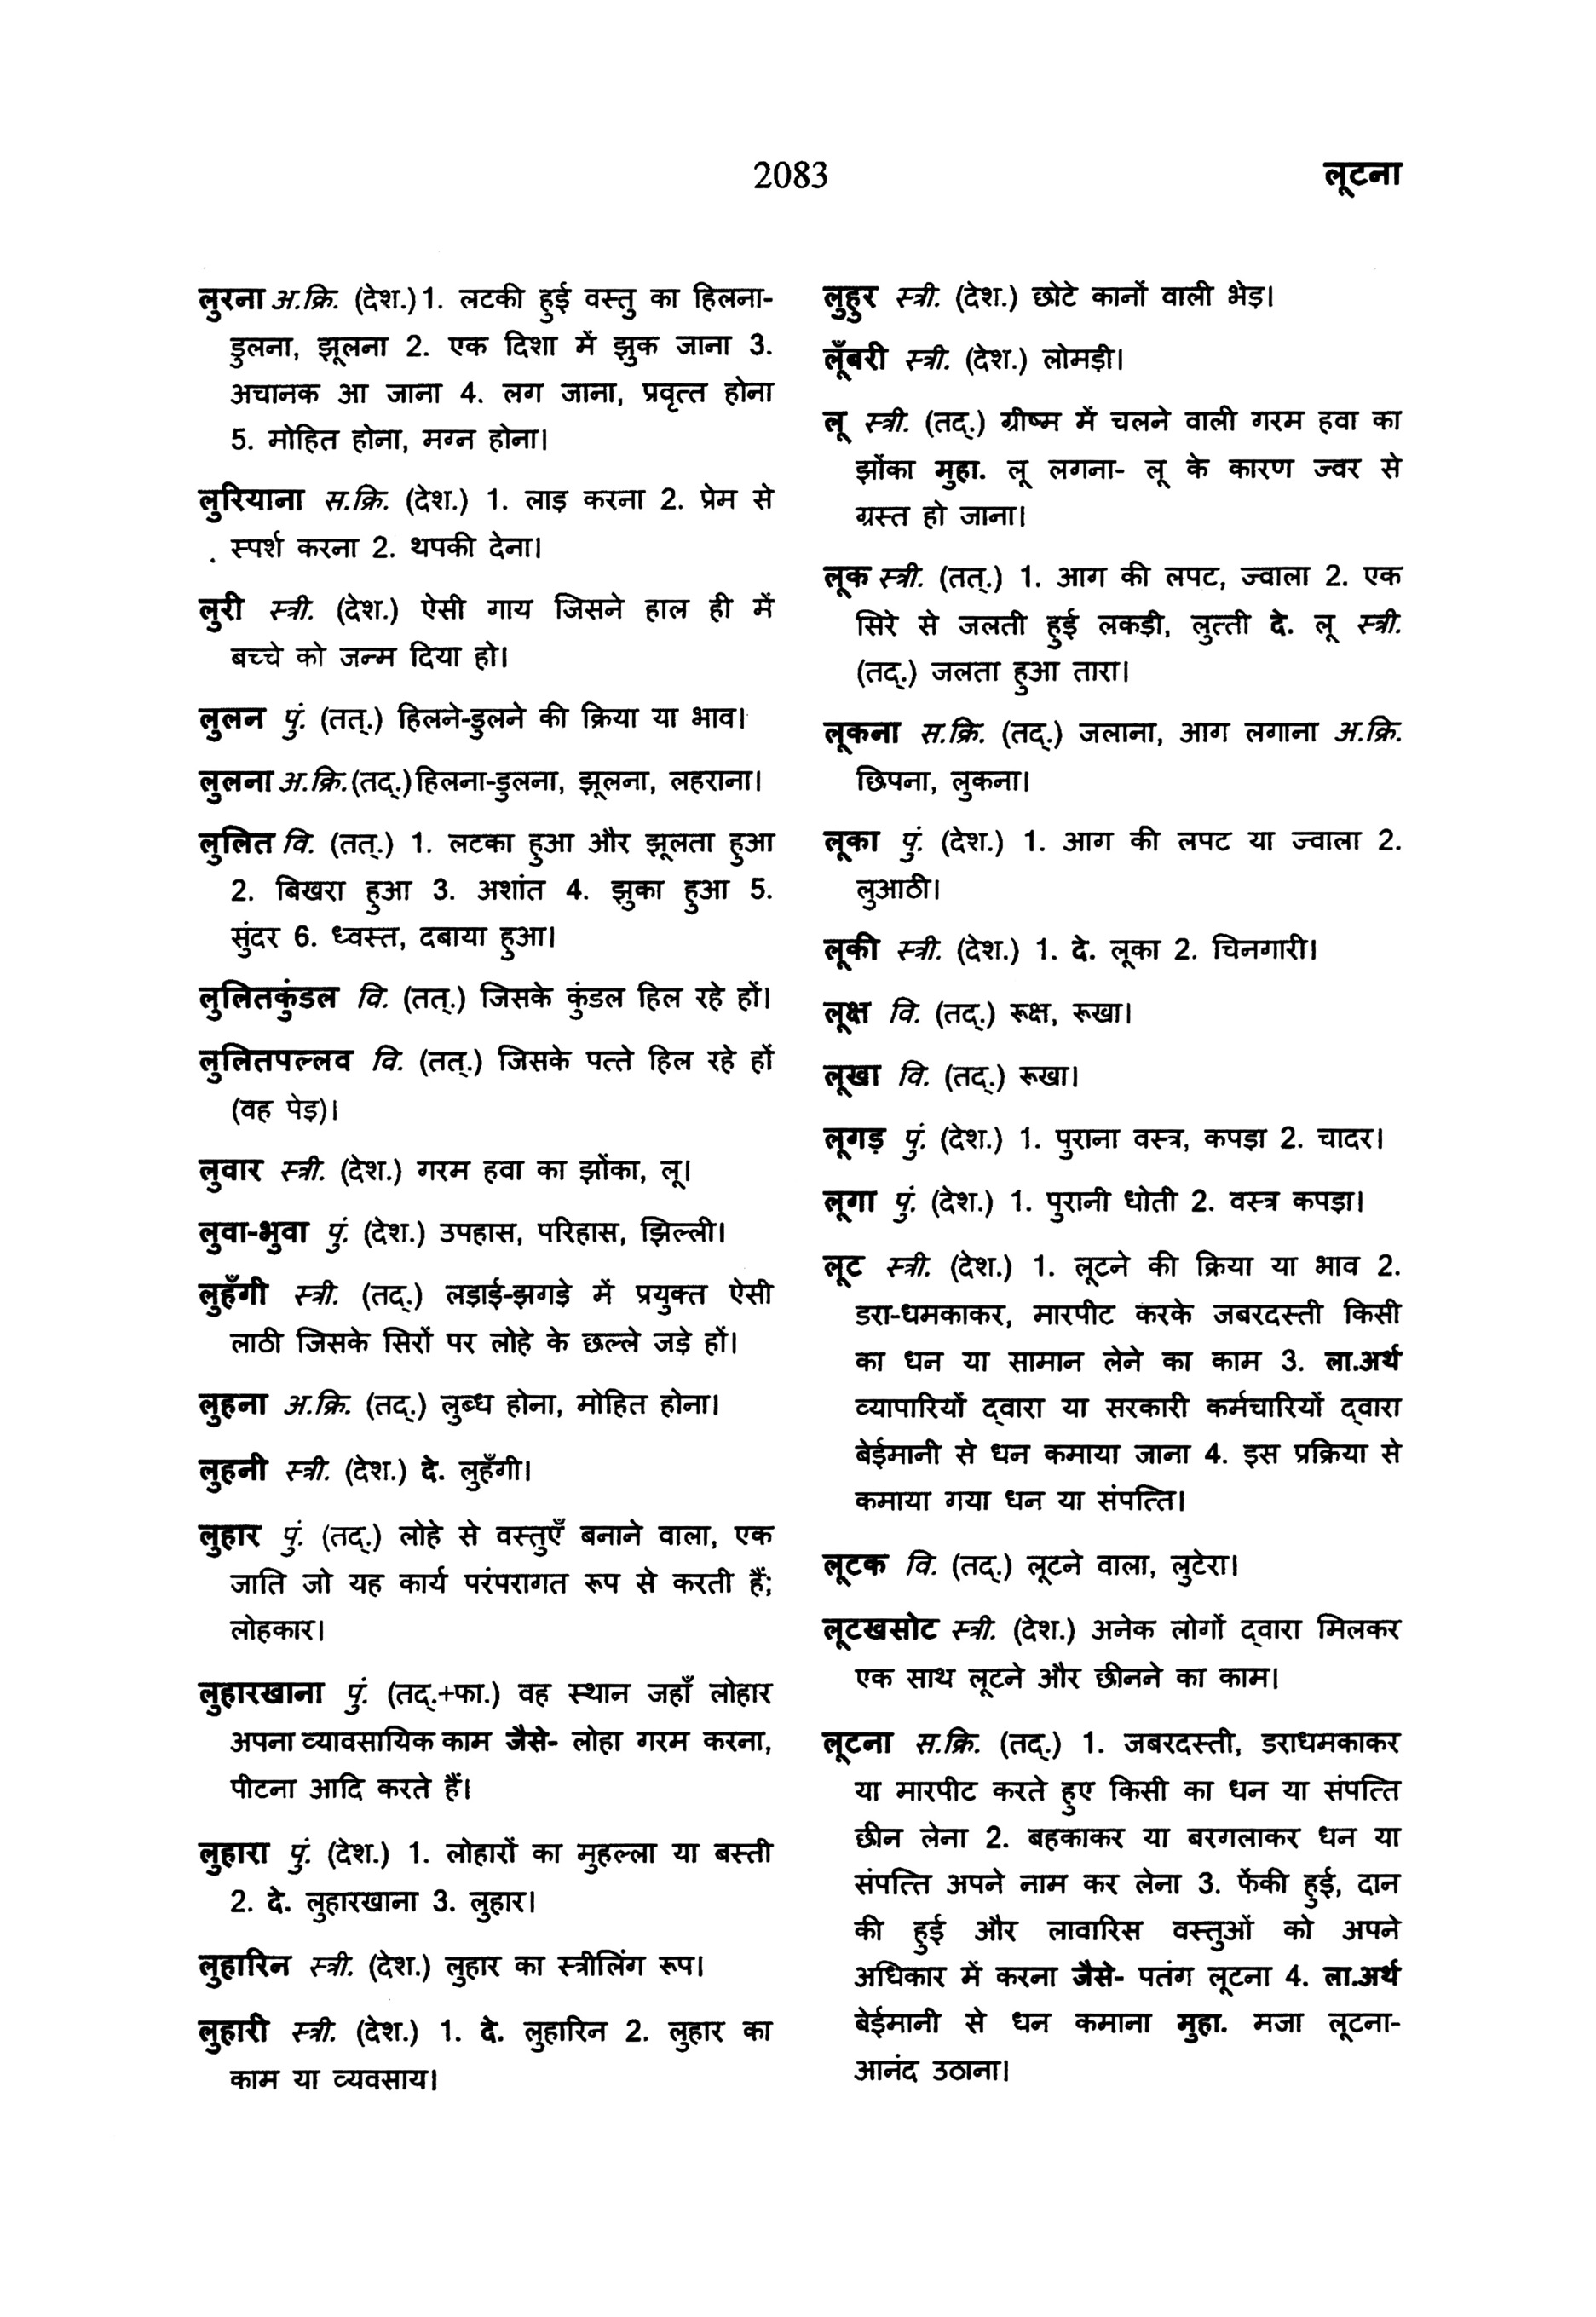 2083
लूटना
लुरना अ.क्रि. (देश.) 1. लटकी हुई वस्तु का हिलना-
डुलना, झूलना 2. एक दिशा में झुक जाना 3.
अचानक आ जाना 4. लग जाना, प्रवृत्त होना
5. मोहित होना, मग्न होना।
लुरियाना स.क्रि. (देश.) 1. लाड़ करना 2. प्रेम से
स्पर्श करना 2. थपकी देना।
लुरी स्त्री. (देश.) ऐसी गाय जिसने हाल ही में
बच्चे को जन्म दिया हो।
लुलन पुं. (तत्.) हिलने-डुलने की क्रिया या भाव।
लुलना अ.क्रि. (तद्.) हिलना-डुलना, झूलना, लहराना।
लुलित वि. (तत्.) 1. लटका हुआ और झूलता हुआ
2. बिखरा हुआ 3. अशांत 4. झुका हुआ 5.
सुंदर 6. ध्वस्त, दबाया हुआ।
लुलितकुंडल वि. (तत्.) जिसके कुंडल हिल रहे हों।
लुलितपल्लव वि. (तत्.) जिसके पत्ते हिल रहे हों
(वह पेड़)।
लुवार स्त्री. (देश.) गरम हवा का झोंका, लू।
लुवा-भुवा पुं. (देश.) उपहास, परिहास, झिल्ली।
लुहँगी स्त्री. (तद्.) लड़ाई-झगड़े में प्रयुक्त ऐसी
लाठी जिसके सिरों पर लोहे के छल्ले जड़े हों।
लुहना अ.क्रि. (तद्.) लुब्ध होना, मोहित होना।
लुहनी स्त्री. (देश.) दे. लुहँगी।
लुहार पुं. (तद्.) लोहे से वस्तुएँ बनाने वाला, एक
जाति जो यह कार्य परंपरागत रूप से करती हैं;
लोहकार।
लुहारखाना पुं. (तद्.+फा.) वह स्थान जहाँ लोहार
अपना व्यावसायिक काम जैसे- लोहा गरम करना,
पीटना आदि करते हैं।
लुहारा पुं. (देश.) 1. लोहारों का मुहल्ला या बस्ती
2. दे. लुहारखाना 3. लुहार।
लुहारिन स्त्री. (देश.) लुहार का स्त्रीलिंग रूप।
लुहारी स्त्री. (देश.) 1. दे. लुहारिन 2. लुहार का
काम या व्यवसाय।
लुहुर स्त्री. (देश.) छोटे कानों वाली भेड़।
लूँबरी स्त्री. (देश.) लोमड़ी।
लू स्त्री. (तद्.) ग्रीष्म में चलने वाली गरम हवा का
झोंका मुहा. लू लगना- लू के कारण ज्वर से
ग्रस्त हो जाना।
लूक स्त्री. (तत्.) 1. आग की लपट, ज्वाला 2. एक
सिरे से जलती हुई लकड़ी, लुत्ती दे. लू स्त्री.
(तद्.) जलता हुआ तारा।
लूकना स.क्रि. (तद्.) जलाना, आग लगाना अ.क्रि.
छिपना, लुकना।
लूका पुं. (देश.) 1. आग की लपट या ज्वाला 2.
लुआठी।
लूकी स्त्री. (देश.) 1. दे. लूका 2. चिनगारी।
लूक्ष वि. (तद्.) रूक्ष, रूखा।
लूखा वि. (तद्.) रूखा।
लूगड़ पुं. (देश.) 1. पुराना वस्त्र, कपड़ा 2. चादर।
लूगा पुं. (देश.) 1. पुरानी धोती 2. वस्त्र कपड़ा।
लूट स्त्री. (देश.) 1. लूटने की क्रिया या भाव 2.
डरा-धमकाकर, मारपीट करके जबरदस्ती किसी
का धन या सामान लेने का काम 3. ला.अर्थ
व्यापारियों द्वारा या सरकारी कर्मचारियों द्वारा
बेईमानी से धन कमाया जाना 4. इस प्रक्रिया से
कमाया गया धन या संपत्ति।
लूटक वि. (तद्.) लूटने वाला, लुटेरा।
लूटखसोट स्त्री. (देश.) अनेक लोगों द्वारा मिलकर
एक साथ लूटने और छीनने का काम।
लूटना स.क्रि. (तद्.) 1. जबरदस्ती, डराधमकाकर
या मारपीट करते हुए किसी का धन या संपत्ति
छीन लेना 2. बहकाकर या बरगलाकर धन या
संपत्ति अपने नाम कर लेना 3. फेंकी हुई, दान
की हुई और लावारिस वस्तुओं को अपने
अधिकार में करना जैसे- पतंग लूटना 4. ला.अर्थ
बेईमानी से धन कमाना मुहा. मजा लूटना-
आनंद उठाना।